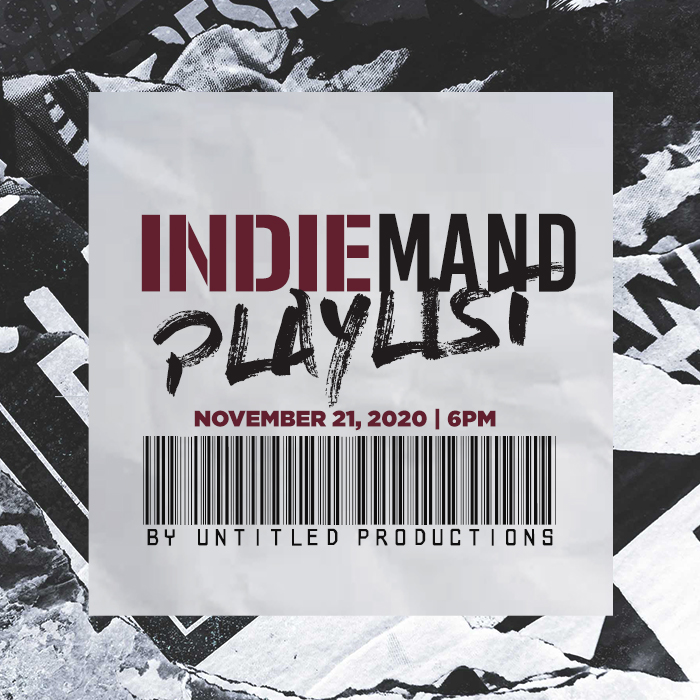 INDIEMAND
PLAYLIST
NOVEMBER 21, 2020 | 6PM
BY UNTITLED PRODUCTIONS